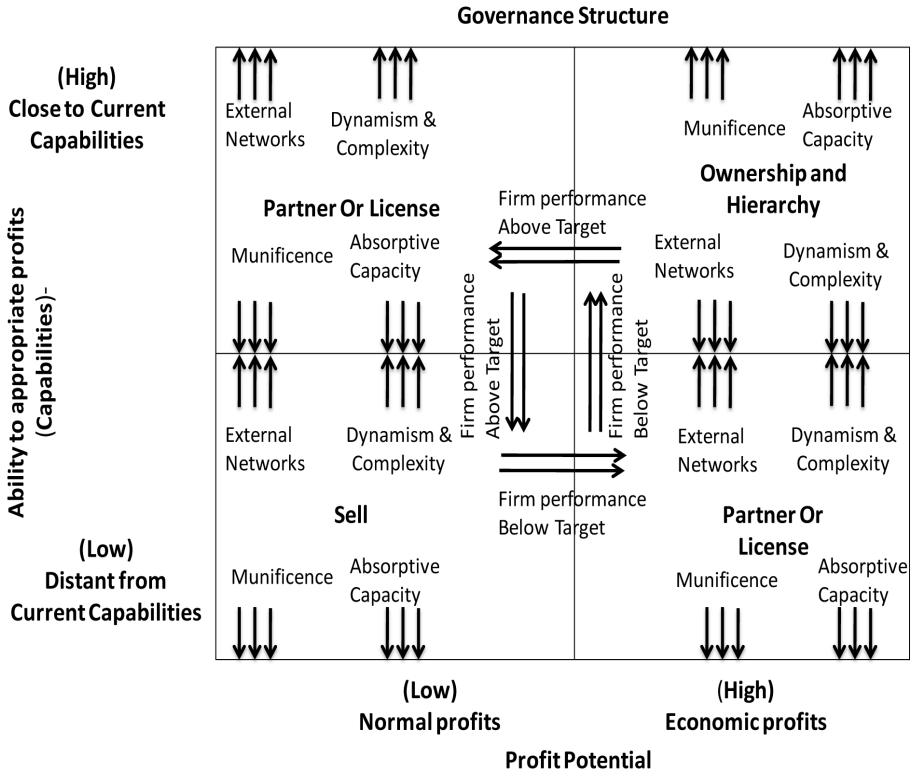 Governance Structure
(High)
Close to Current
Capabilities
External
Networks
Dynamism &
Complexity
Munificence
Absorptive
Capacity
Partner Or License
Ownership and
Hierarchy
Firm performance
Above Target
Munificence
Absorptive
Capacity
External
Networks
Dynamism &
Complexity
Ability to appropriate profits
(Capabilities)-
Firm performance
Above Target
Firm performance
Below Target
External
Networks
Dynamism &
Complexity
External
Networks
Dynamism &
Complexity
Firm performance
Below Target
Sell
Partner Or
License
(Low)
Distant from
Current Capabilities
Munificence
Absorptive
Capacity
Munificence
Absorptive
Capacity
(Low)
Normal profits
(High)
Economic profits
Profit Potential